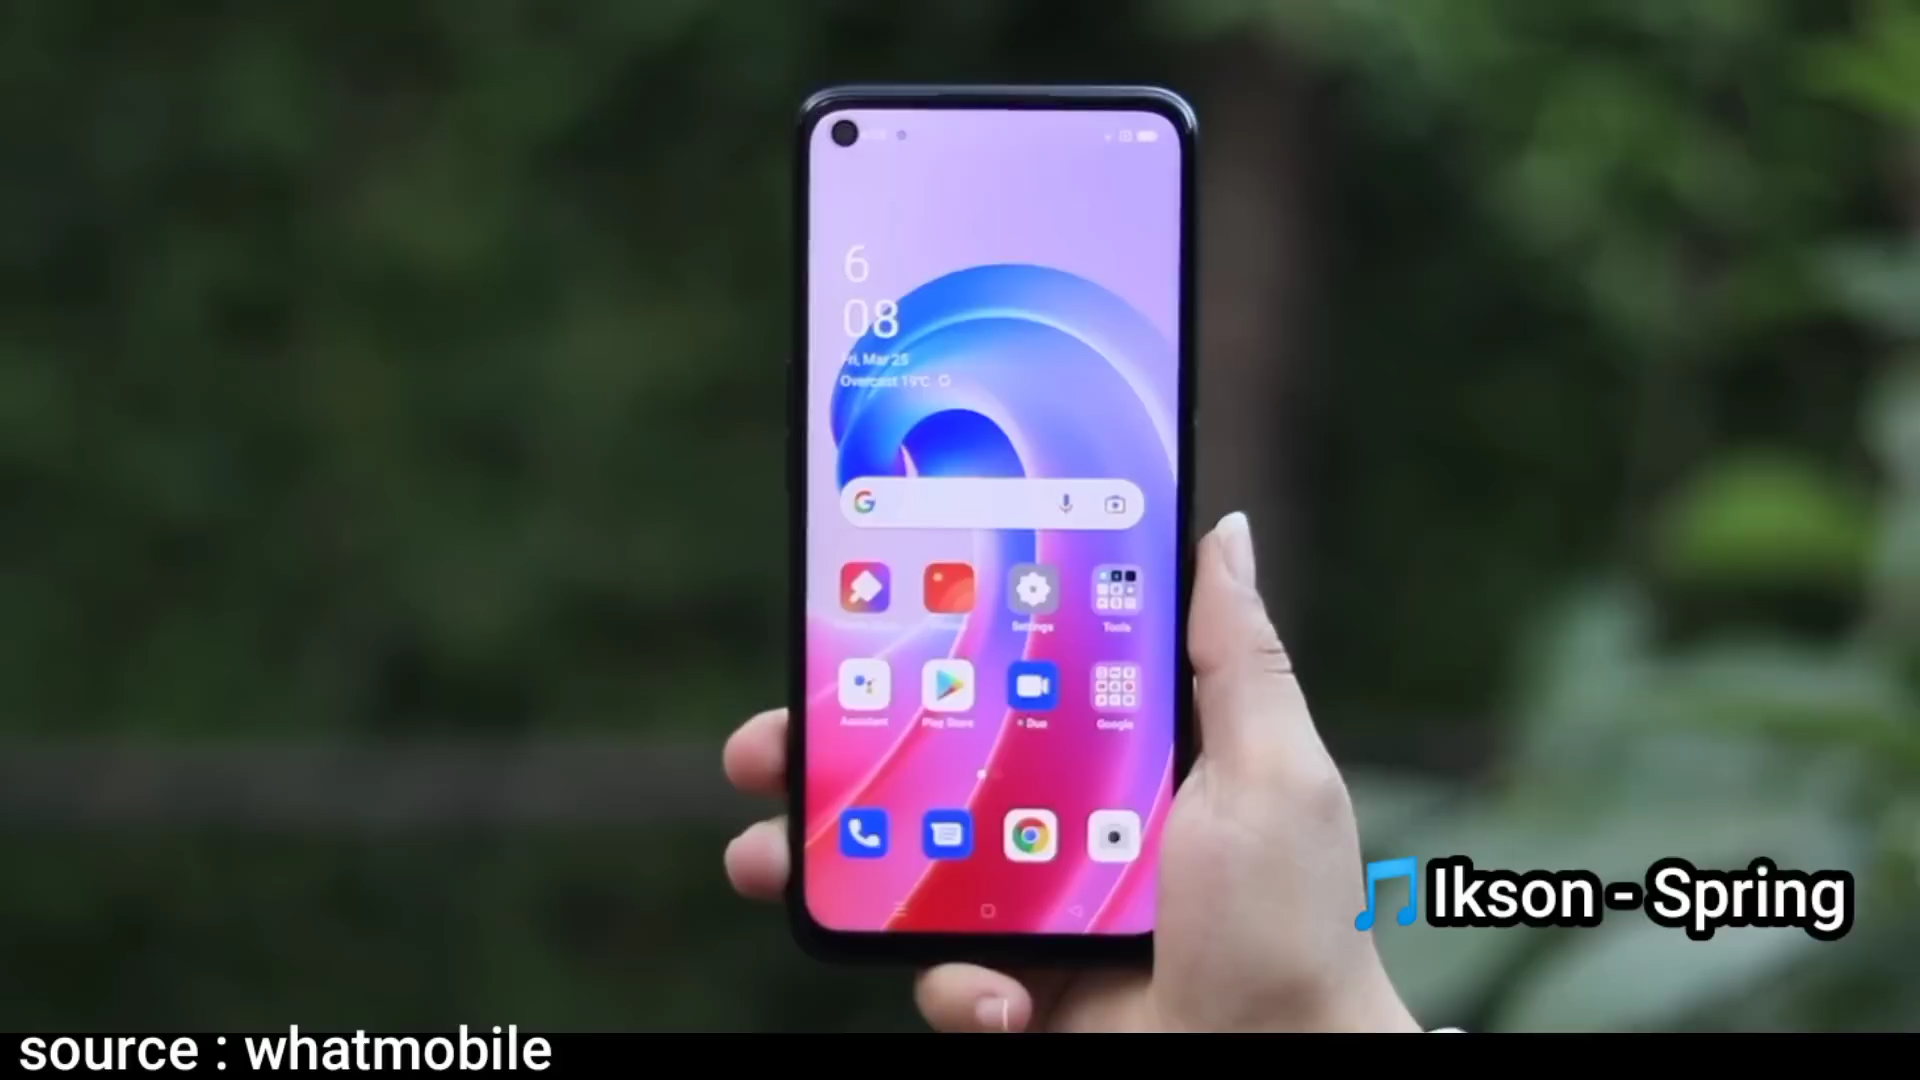 6
08
Fri, Mar 25
Overcast 19°C
Settings
Tools
Assistant
Play Store
Duo
Google
🎵Ikson - Spring
source : whatmobile